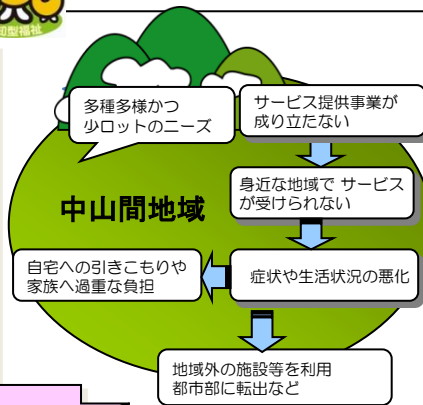 知型福祉
多種多様かつ
少ロットのニーズ
サービス提供事業が
成り立たない
身近な地域で サービス
が受けられない
中山間地域
自宅への引きこもりや
家族へ過重な負担
症状や生活状況の悪化
地域外の施設等を利用
都市部に転出など